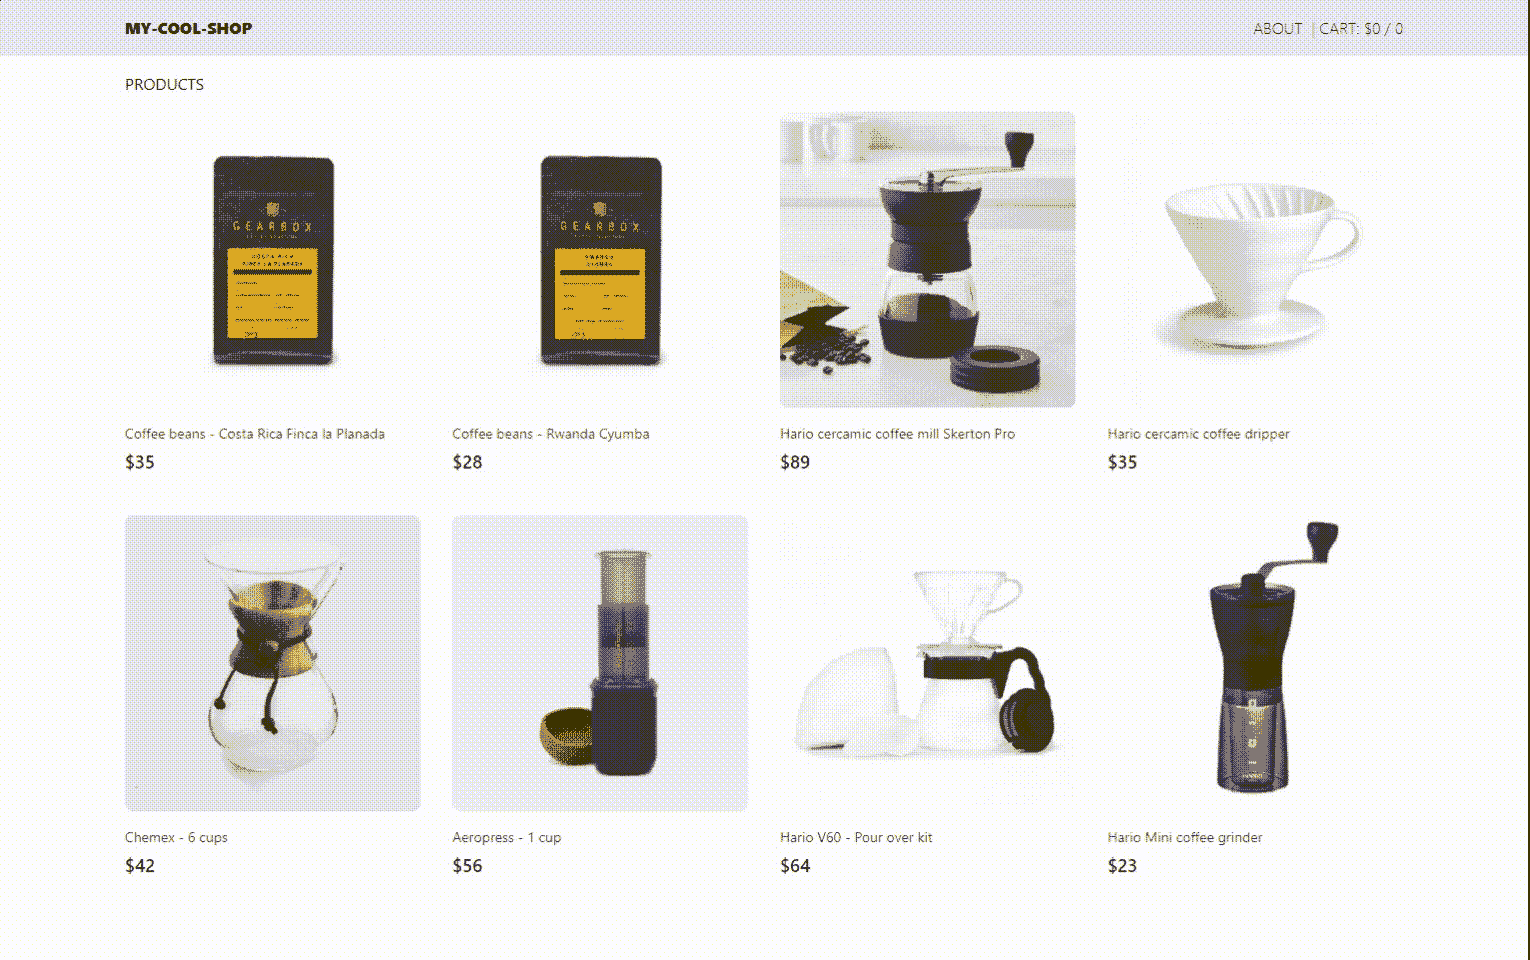 MY-COOL-SHOP
ABOUT | CART: $0 / 0
PRODUCTS
GEARBOX
GEARBOX
Coffee beans - Costa Rica Finca la Planada
$35
Coffee beans - Rwanda Cyumba
$28
Hario cercamic coffee mill Skerton Pro
$89
Hario cercamic coffee dripper
$35
Chemex - 6 cups
$42
Aeropress - 1 cup
$56
Hario V60 - Pour over kit
$64
Hario Mini coffee grinder
$23